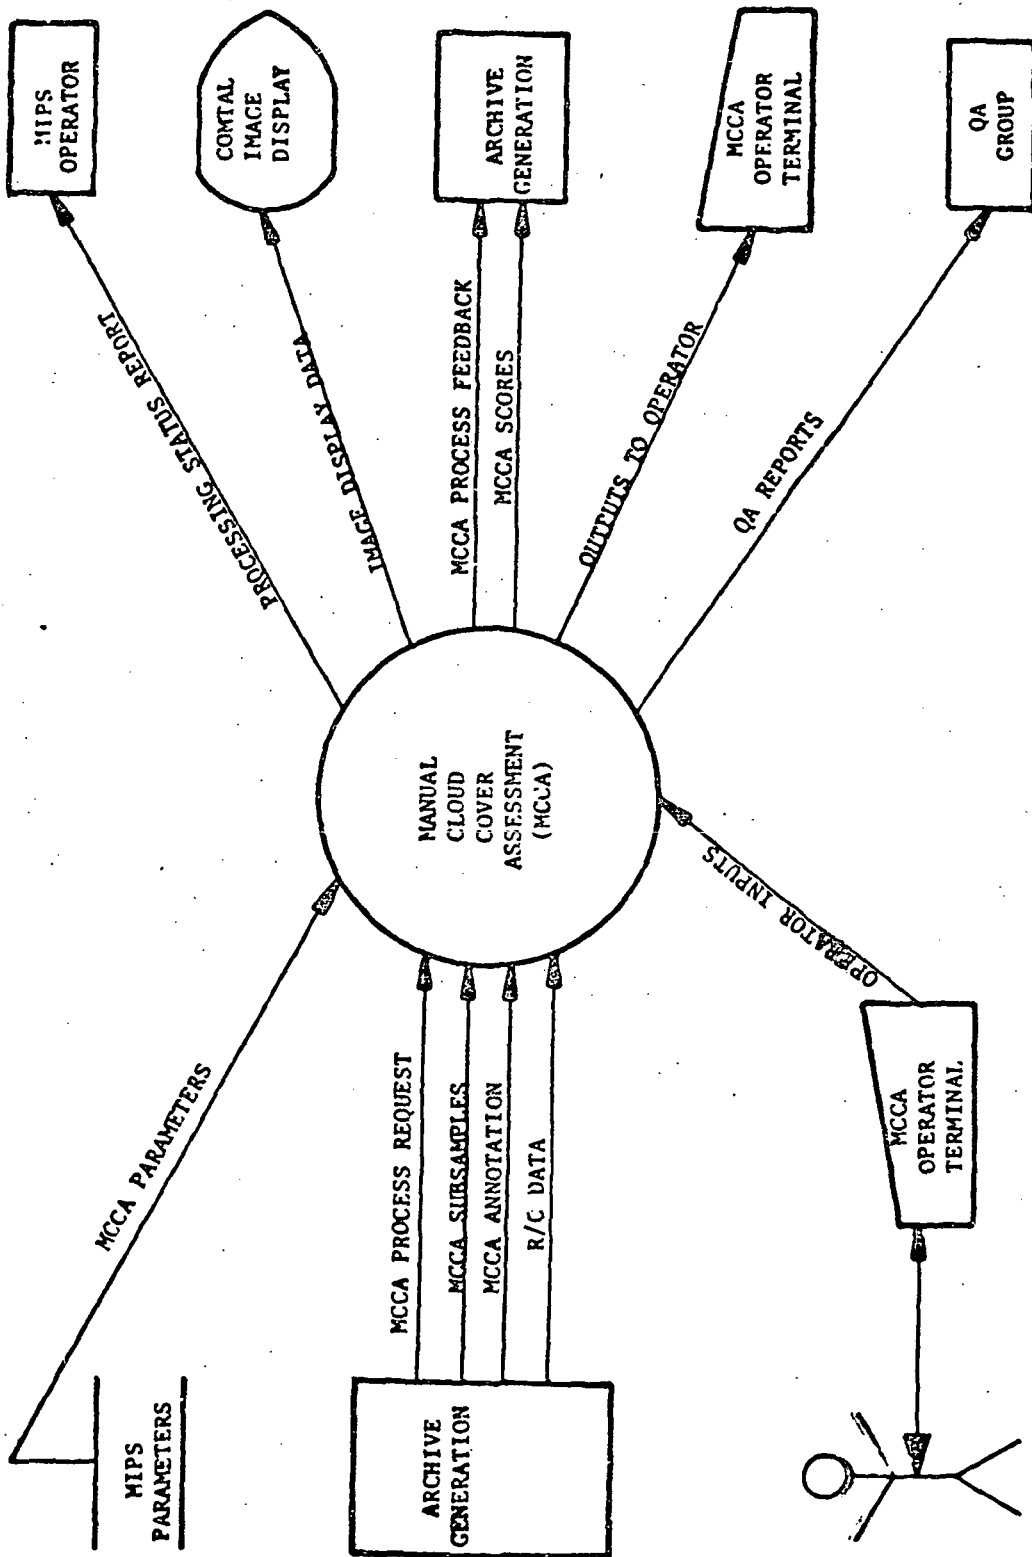 MIPS
PARAMETERS
MCCA PARAMETERS
ARCHIVE
GENERATION
MCCA PROCESS REQUEST
MCCA SUBSAMPLES
MCCA ANNOTATION
R/C DATA
MCCA
OPERATOR
TERMINAL
OPERATOR INPUTS
MANUAL
CLOUD
COVER
ASSESSMENT
(MCCA)
PROCESSING STATUS REPORT
IMAGE DISPLAY DATA
MCCA PROCESS FEEDBACK
MCCA SCORES
OUTPUTS TO OPERATOR
QA REPORTS
MIPS
OPERATOR
COMTAL
IMAGE
DISPLAY
ARCHIVE
GENERATION
MCCA
OPERATOR
TERMINAL
QA
GROUP